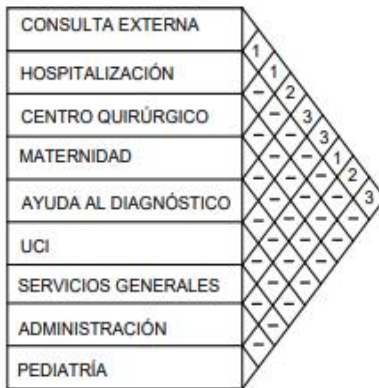 CONSULTA EXTERNA
1
HOSPITALIZACIÓN
1
– 2
CENTRO QUIRÚRGICO
– 3
– – 3
MATERNIDAD
– – 1
– – – 2
AYUDA AL DIAGNÓSTICO
– – – 3
– – – –
UCI
– – –
– – –
SERVICIOS GENERALES
– –
– –
ADMINISTRACIÓN
–
–
PEDIATRÍA